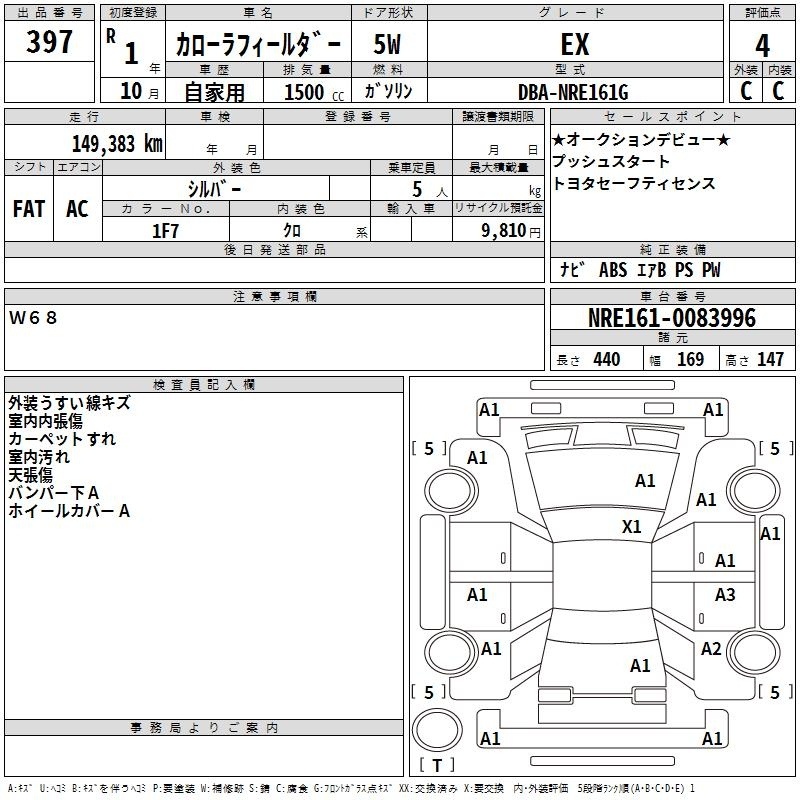 出品番号 初度登録 車名 ドア形状 グレード 評価点
397 R 1 年 ｶﾛｰﾗﾌｨｰﾙﾀﾞｰ 5W EX 4
車歴 排気量 燃料 型式 外装 内装
10 月 自家用 1500 CC ｶﾞｿﾘﾝ DBA-NRE161G C C
走行 車検 登録番号 譲渡書類期限 セールスポイント
149,383 km 年 月 月 日 ★オークションデビュー★
プッシュスタート
トヨタセーフティセンス
シフト エアコン 外装色 乗車定員 最大積載量
FAT AC ｼﾙﾊﾞｰ 5 人 kg
カラーNo. 内装色 輸入車 リサイクル預託金
1F7 ｸﾛ 系 9,810 円
後日発送部品 純正装備
ﾅﾋﾞ ABS ｴｱB PS PW
注意事項欄 車台番号
W68 NRE161-0083996
諸元
長さ 440 幅 169 高さ 147
検査員記入欄
外装うすい線キズ
室内内張傷
カーペットすれ
室内汚れ
天張傷
バンパー下A
ホイールカバーA
A1 A1
[ 5 ] [ 5 ]
A1
A1
A1
X1
A1
A1
A1 A3
A1 A2
A1
[ 5 ] [ 5 ]
A1 A1
[ T ]
事務局よりご案内
A:ｷｽﾞ U:ﾍｺﾐ B:ｷｽﾞを伴うﾍｺﾐ P:要塗装 W:補修跡 S:錆 C:腐食 G:ﾌﾛﾝﾄｶﾞﾗｽ点ｷｽﾞ XX:交換済み X:要交換 内･外装評価 5段階ﾗﾝｸ順(A･B･C･D･E) 1